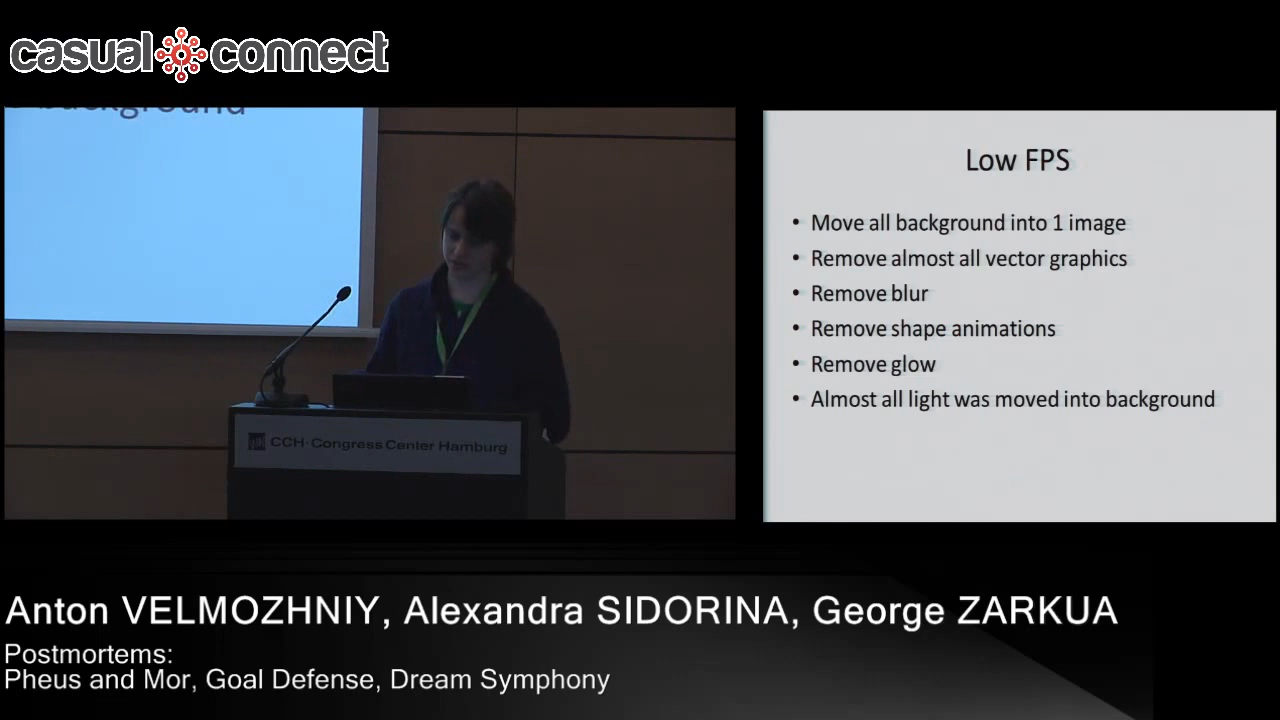 casual connect
background
Low FPS
• Move all background into 1 image
• Remove almost all vector graphics
• Remove blur
• Remove shape animations
• Remove glow
• Almost all light was moved into background
CCH·Congress Center Hamburg
Anton VELMOZHNIY, Alexandra SIDORINA, George ZARKUA
Postmortems:
Pheus and Mor, Goal Defense, Dream Symphony